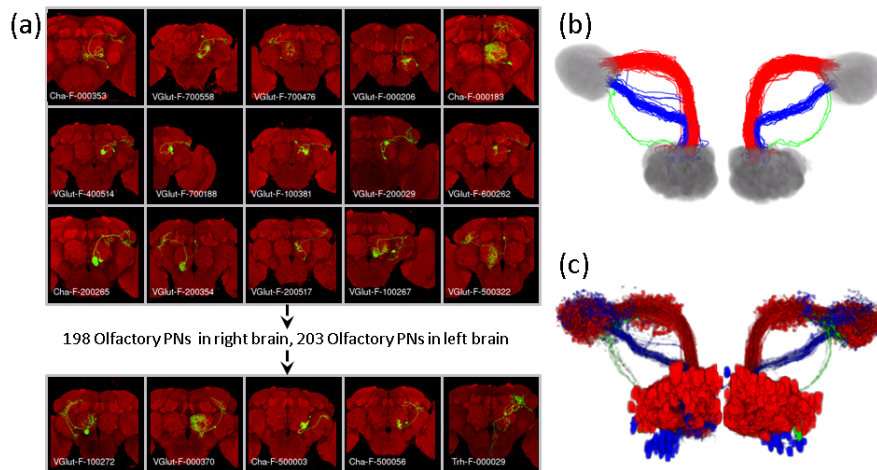 (a)
Cha-F-000353
VGlut-F-700558
VGlut-F-700476
VGlut-F-000206
Cha-F-000183
VGlut-F-400514
VGlut-F-700188
VGlut-F-100381
VGlut-F-200029
VGlut-F-600262
Cha-F-200265
VGlut-F-200354
VGlut-F-200517
VGlut-F-100267
VGlut-F-500322
198 Olfactory PNs in right brain, 203 Olfactory PNs in left brain
VGlut-F-100272
VGlut-F-000370
Cha-F-500003
Cha-F-500056
Trh-F-000029
(b)
(c)